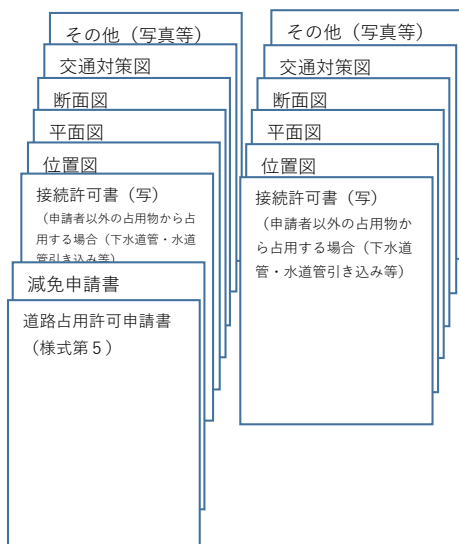 その他（写真等）
交通対策図
断面図
平面図
位置図
接続許可書（写）
（申請者以外の占用物から占
用する場合（下水道管・水道
管引き込み等）
減免申請書
道路占用許可申請書
（様式第５）
その他（写真等）
交通対策図
断面図
平面図
位置図
接続許可書（写）
（申請者以外の占用物か
ら占用する場合（下水道
管・水道管引き込み等）